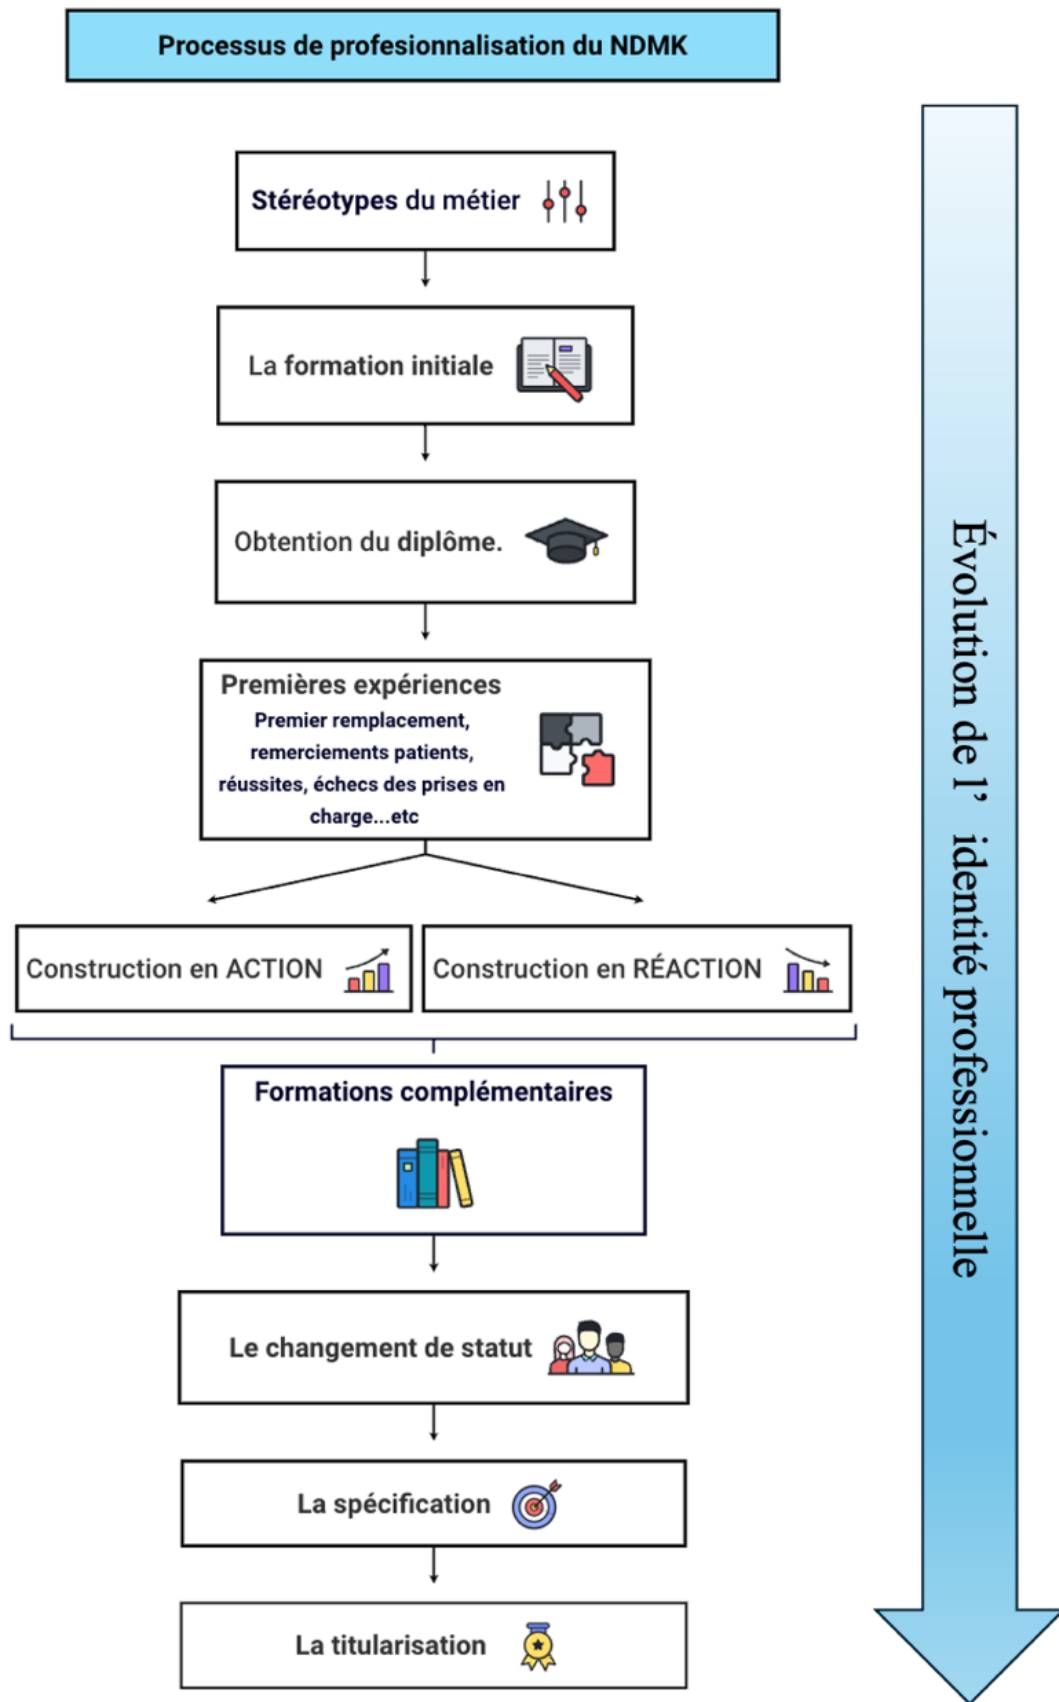 Processus de profesionnalisation du NDMK
Stéréotypes du métier
La formation initiale
Obtention du diplôme.
Premières expériences
Premier remplacement,
remerciements patients,
réussites, échecs des prises en
charge...etc
Construction en ACTION
Construction en RÉACTION
Formations complémentaires
Le changement de statut
La spécification
La titularisation
Évolution de l’ identité professionnelle